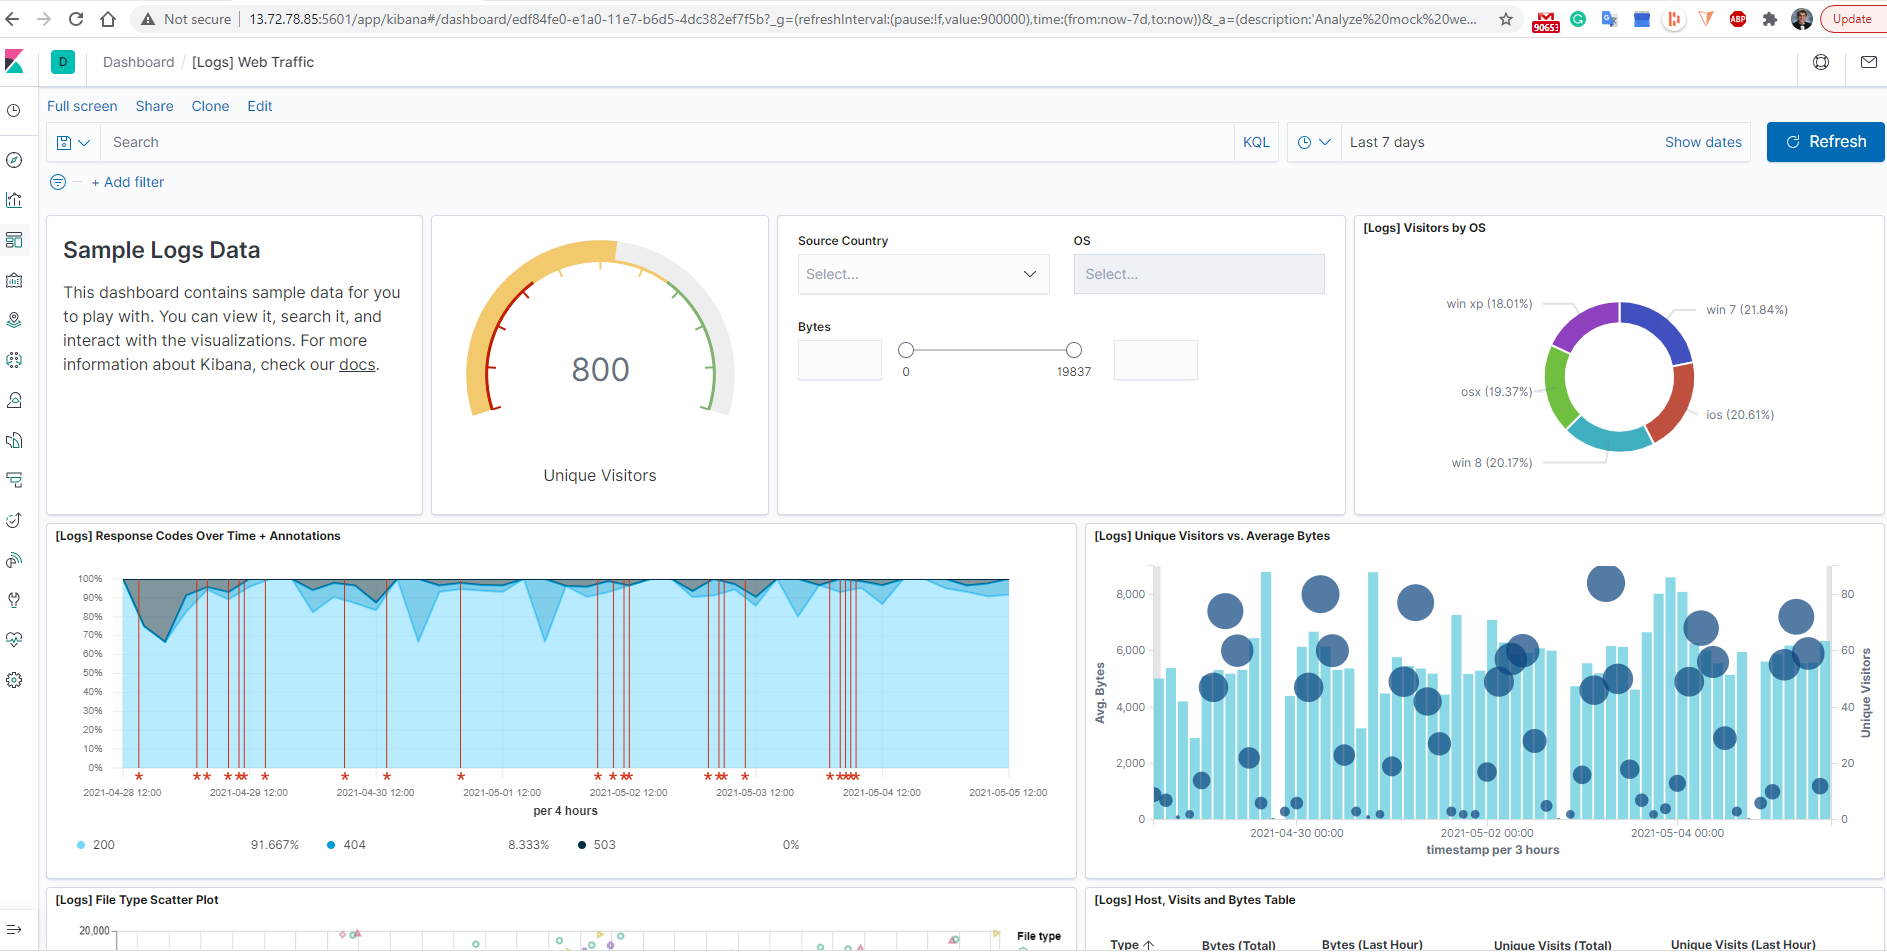 Not secure
13.72.78.85:5601/app/kibana#/dashboard/edf84fe0-e1a0-11e7-b6d5-4dc382ef7f5b?_g=(refreshInterval:(pause:!f,value:900000),time:(from:now-7d,to:now))&_a=(description:'Analyze%20mock%20we...
90653
ABP
Update
D
Dashboard / [Logs] Web Traffic
Full screen Share Clone Edit
Search
KQL
Last 7 days
Show dates
Refresh
+ Add filter
Sample Logs Data
This dashboard contains sample data for you
to play with. You can view it, search it, and
interact with the visualizations. For more
information about Kibana, check our docs.
800
Unique Visitors
Source Country
Select...
OS
Select...
Bytes
0
19837
[Logs] Visitors by OS
win xp (18.01%)
win 7 (21.84%)
osx (19.37%)
ios (20.61%)
win 8 (20.17%)
[Logs] Response Codes Over Time + Annotations
100%
90%
80%
70%
60%
50%
40%
30%
20%
10%
0%
2021-04-28 12:00
2021-04-29 12:00
2021-04-30 12:00
2021-05-01 12:00
2021-05-02 12:00
2021-05-03 12:00
2021-05-04 12:00
2021-05-05 12:00
per 4 hours
200 91.667%
404 8.333%
503 0%
[Logs] Unique Visitors vs. Average Bytes
Avg. Bytes
8,000
6,000
4,000
2,000
0
80
60
40
20
0
Unique Visitors
2021-04-30 00:00
2021-05-02 00:00
2021-05-04 00:00
timestamp per 3 hours
[Logs] File Type Scatter Plot
20,000
File type
[Logs] Host, Visits and Bytes Table
Type
Bytes (Total)
Bytes (Last Hour)
Unique Visits (Total)
Unique Visits (Last Hour)